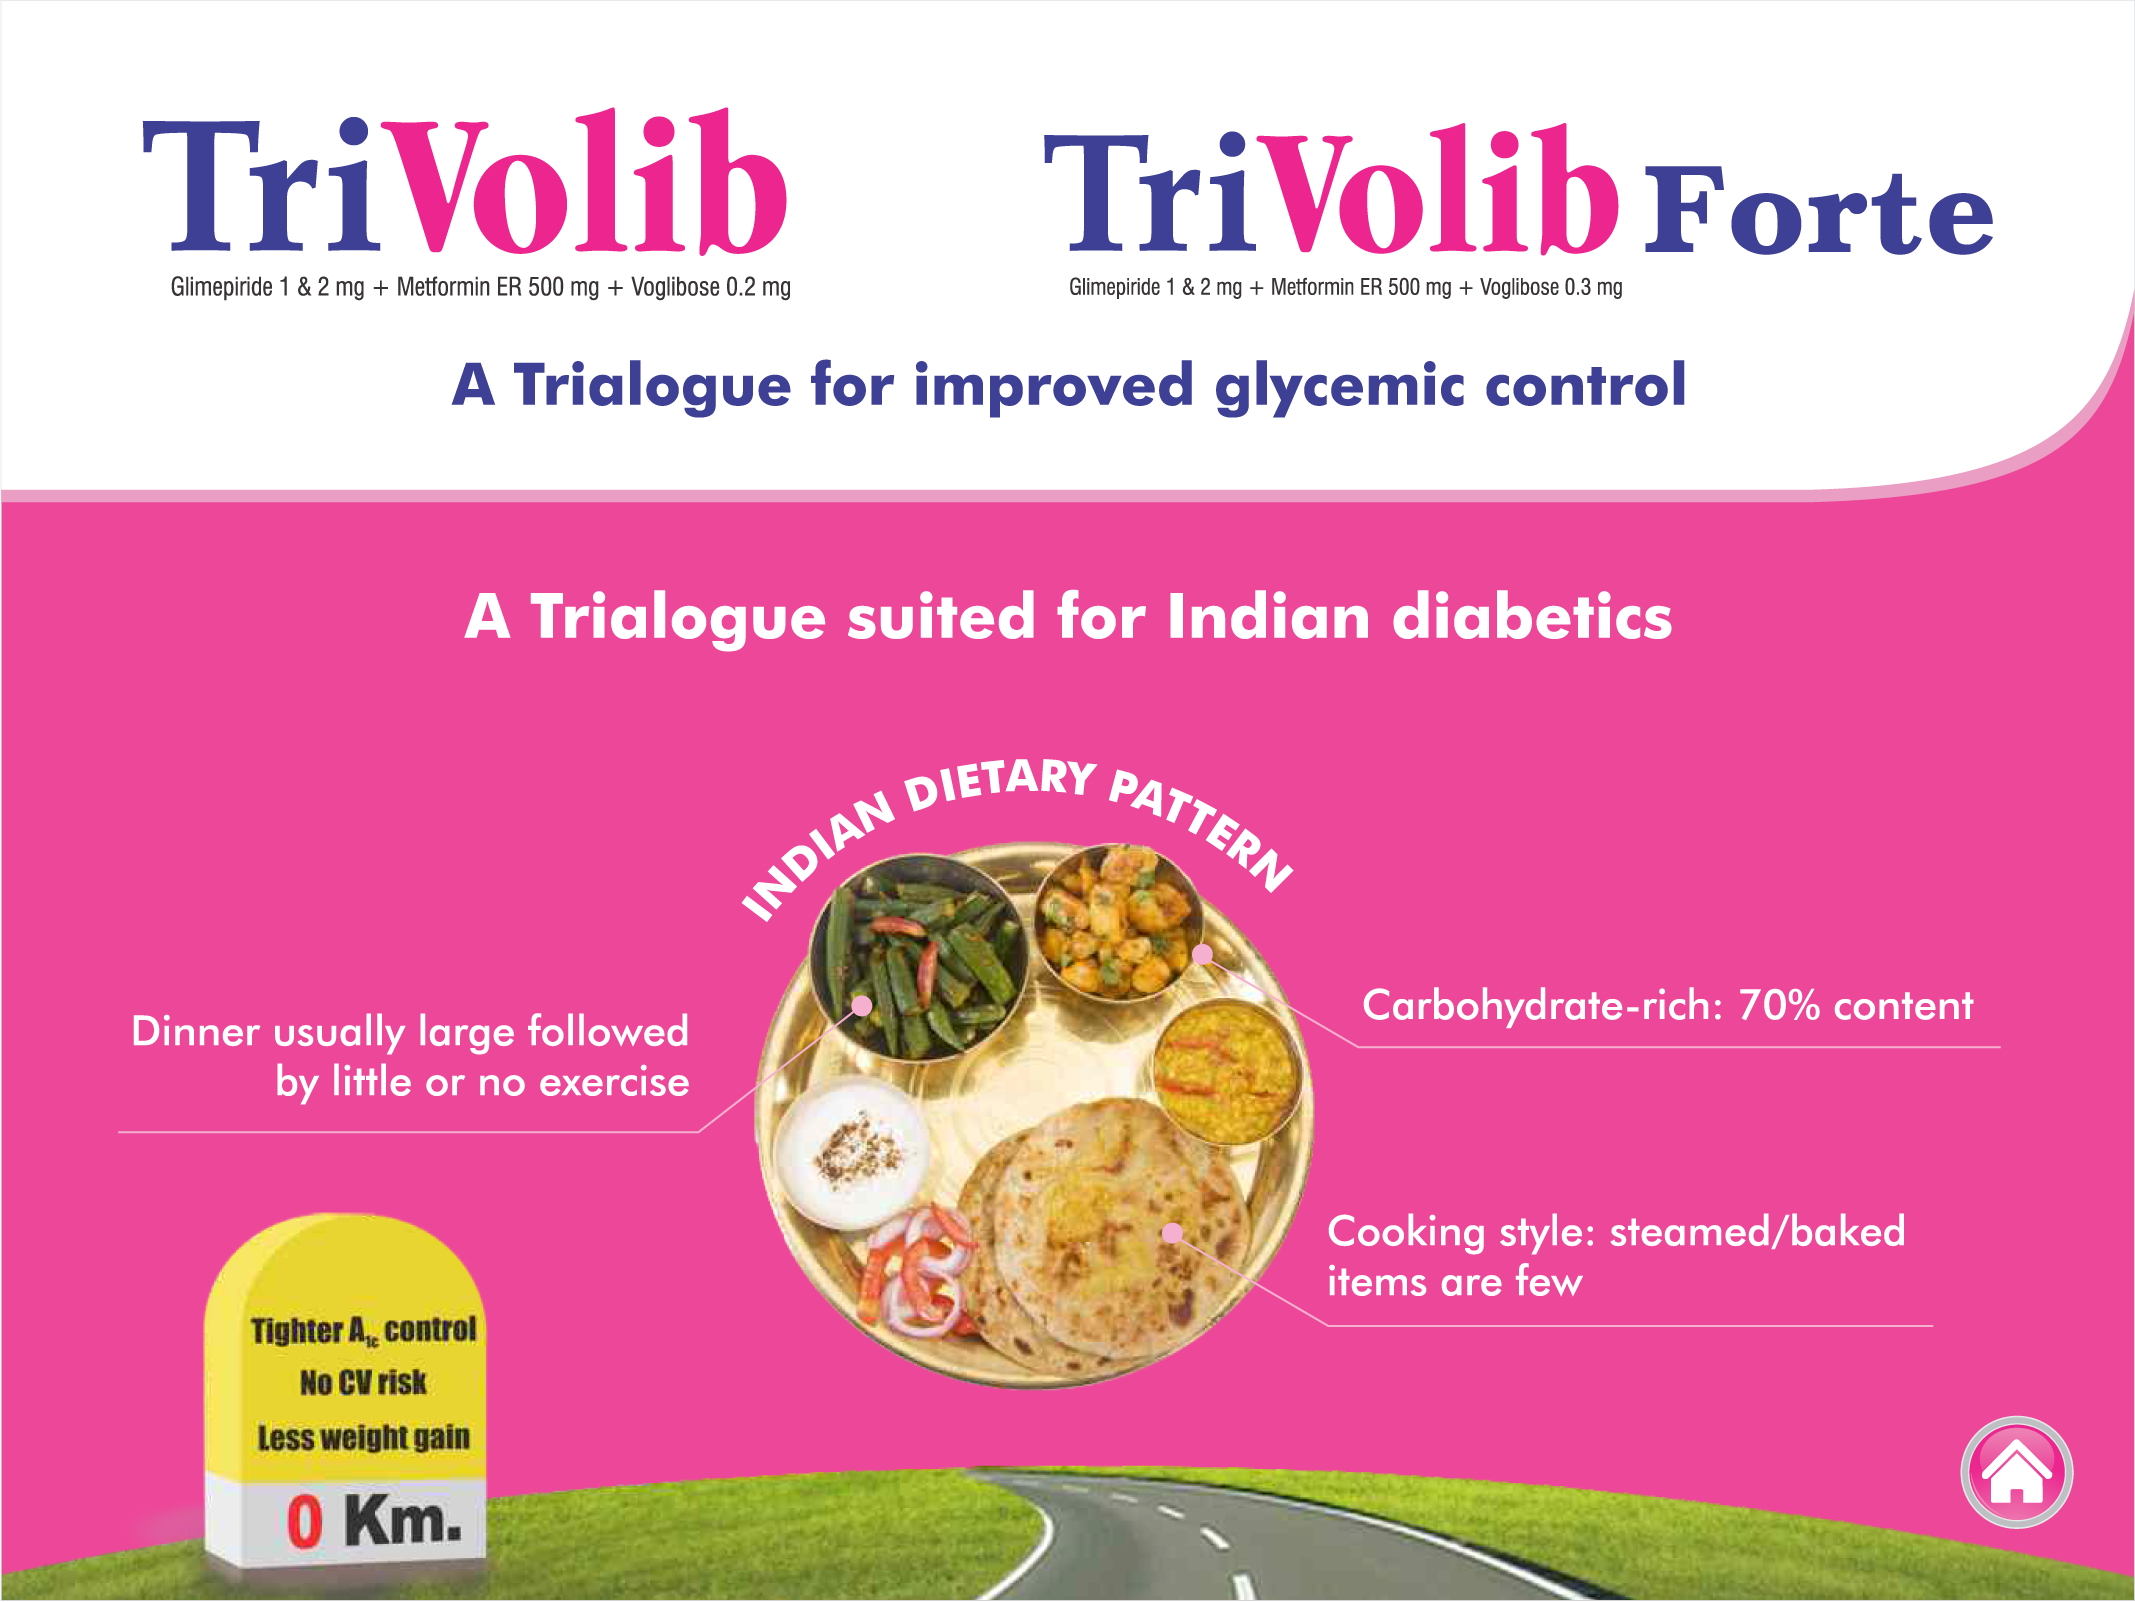 TriVolib
Glimepiride 1 & 2 mg + Metformin ER 500 mg + Voglibose 0.2 mg
TriVolib Forte
Glimepiride 1 & 2 mg + Metformin ER 500 mg + Voglibose 0.3 mg
A Trialogue for improved glycemic control
A Trialogue suited for Indian diabetics
INDIAN DIETARY PATTERN
Dinner usually large followed
by little or no exercise
Carbohydrate-rich: 70% content
Cooking style: steamed/baked
items are few
Tighter A1c control
No CV risk
Less weight gain
0 Km.